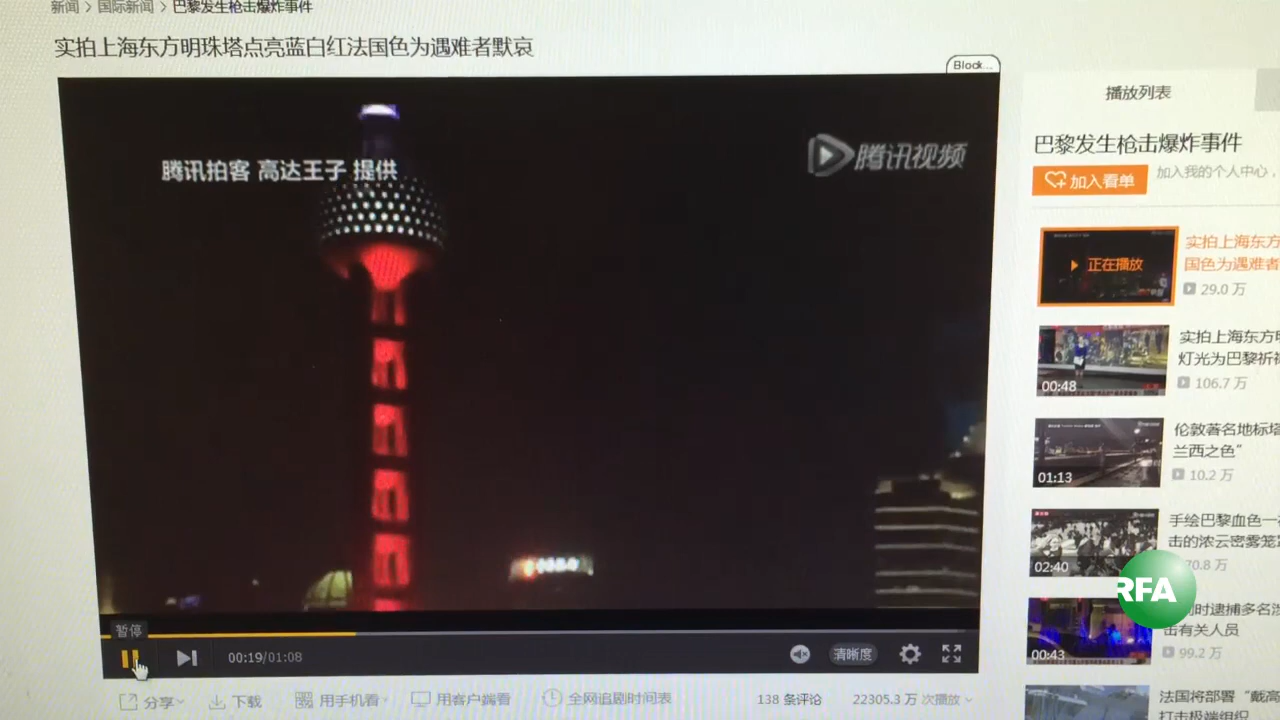 新闻 > 国际新闻 > 巴黎发生枪击爆炸事件
实拍上海东方明珠塔点亮蓝白红法国色为遇难者默哀
Block...
腾讯拍客 高达王子 提供
腾讯视频
暂停
00:19/01:08
清晰度
分享
下载
用手机看
用客户端看
全网追剧时间表
138 条评论
22305.3 万 次播放
播放列表
巴黎发生枪击爆炸事件
加入看单
加入我的个人中心，
正在播放
实拍上海东方
国色为遇难者
29.0 万
00:48
实拍上海东方明
灯光为巴黎祈祷
106.7 万
01:13
伦敦著名地标塔
兰西之色”
10.2 万
02:40
手绘巴黎血色一
击的浓云密雾笼
70.8 万
RFA
00:43
时逮捕多名涉
击有关人员
99.2 万
法国将部署“戴高
打击极端组织